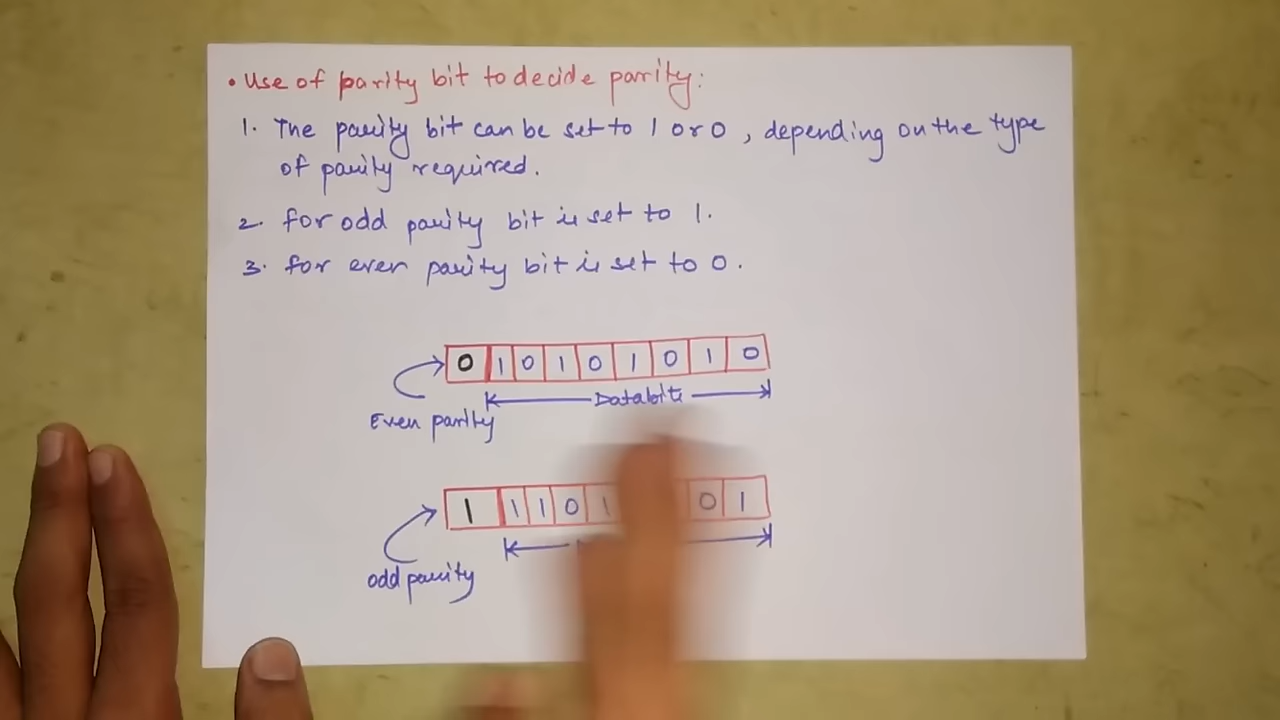 • Use of parity bit to decide parity:
1. The parity bit can be set to 1 or 0, depending on the type
of parity required.
2. for odd parity bit is set to 1.
3. for even parity bit is set to 0.
0 1 0 1 0 1 0 1 0
Databits
Even parity
1 1 1 0 1 0 1
odd parity